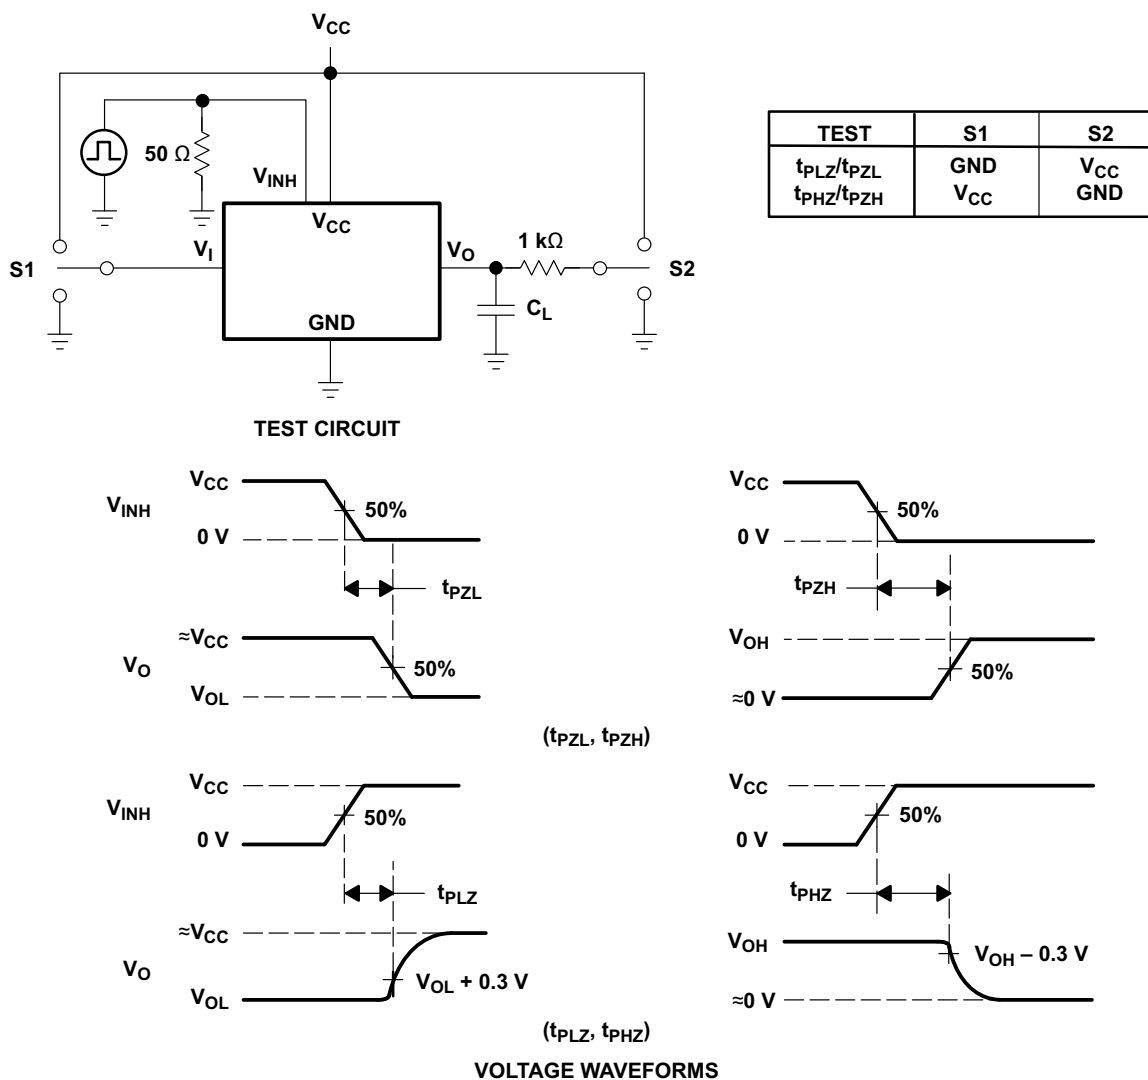 VCC
TEST S1 S2
tPLZ/tPZL GND VCC
tPHZ/tPZH VCC GND
50 Ω
VINH
VCC
S1
VI
VO
1 kΩ
S2
CL
GND
TEST CIRCUIT
VINH
VCC
50%
0 V
tPZL
VO
≈VCC
50%
VOL
VCC
50%
0 V
tPZH
VOH
50%
≈0 V
(tPZL, tPZH)
VINH
VCC
50%
0 V
tPLZ
VO
≈VCC
VOL + 0.3 V
VOL
VCC
50%
0 V
tPHZ
VOH
VOH – 0.3 V
≈0 V
(tPLZ, tPHZ)
VOLTAGE WAVEFORMS